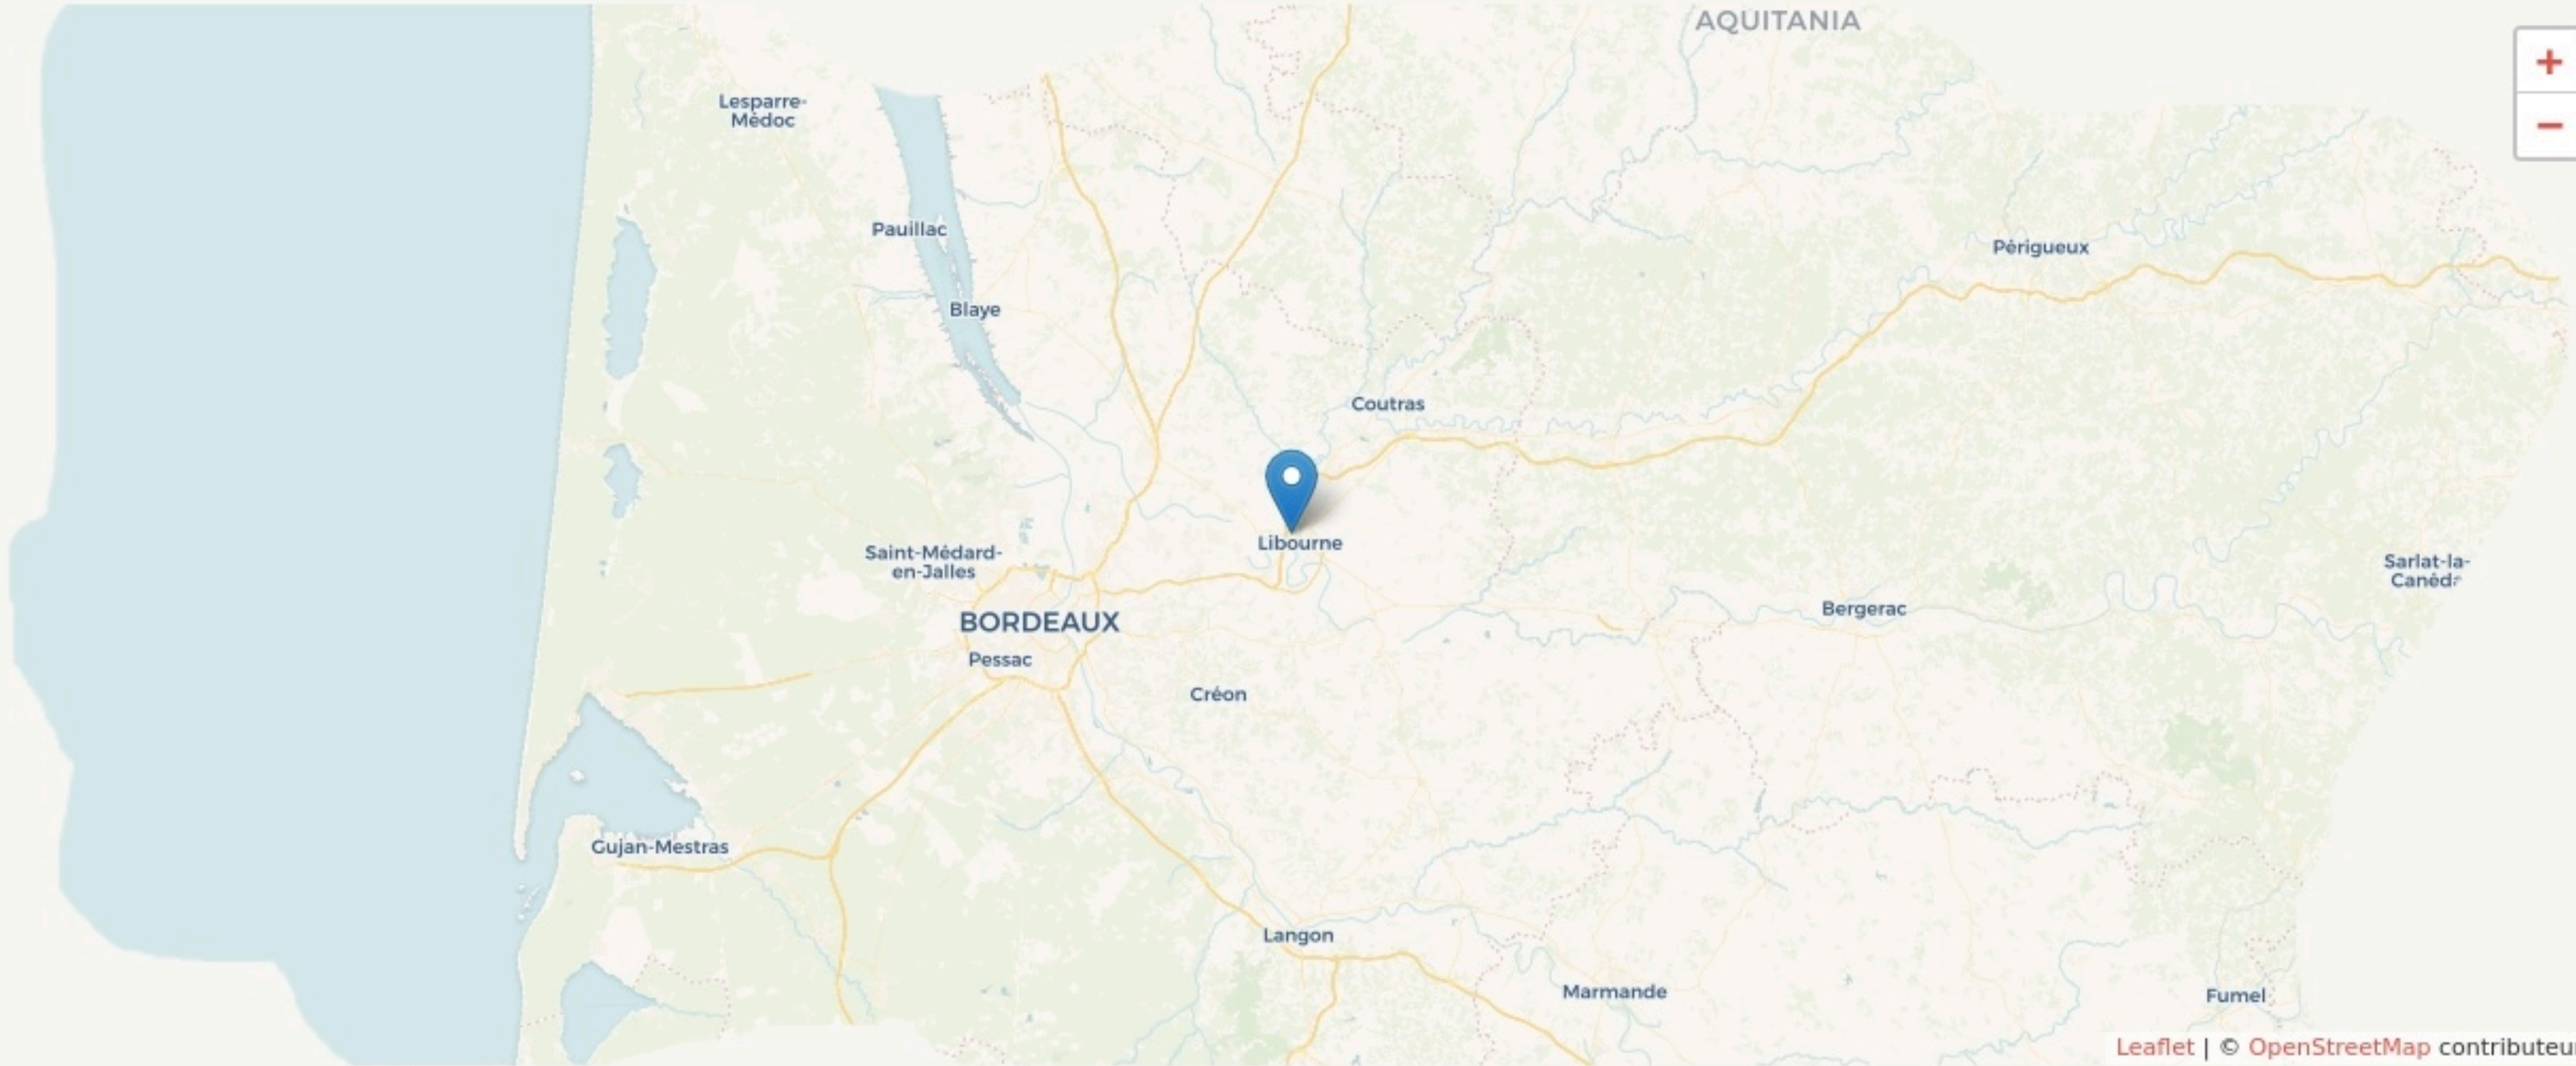 AQUITANIA
+
Lesparre-
Médoc
−
Pauillac
Périgueux
Blaye
Coutras
Libourne
Saint-Médard-
en-Jalles
Sarlat-la-
Canéda
BORDEAUX
Bergerac
Pessac
Créon
Gujan-Mestras
Langon
Marmande
Fumel
Leaflet | © OpenStreetMap contributeur